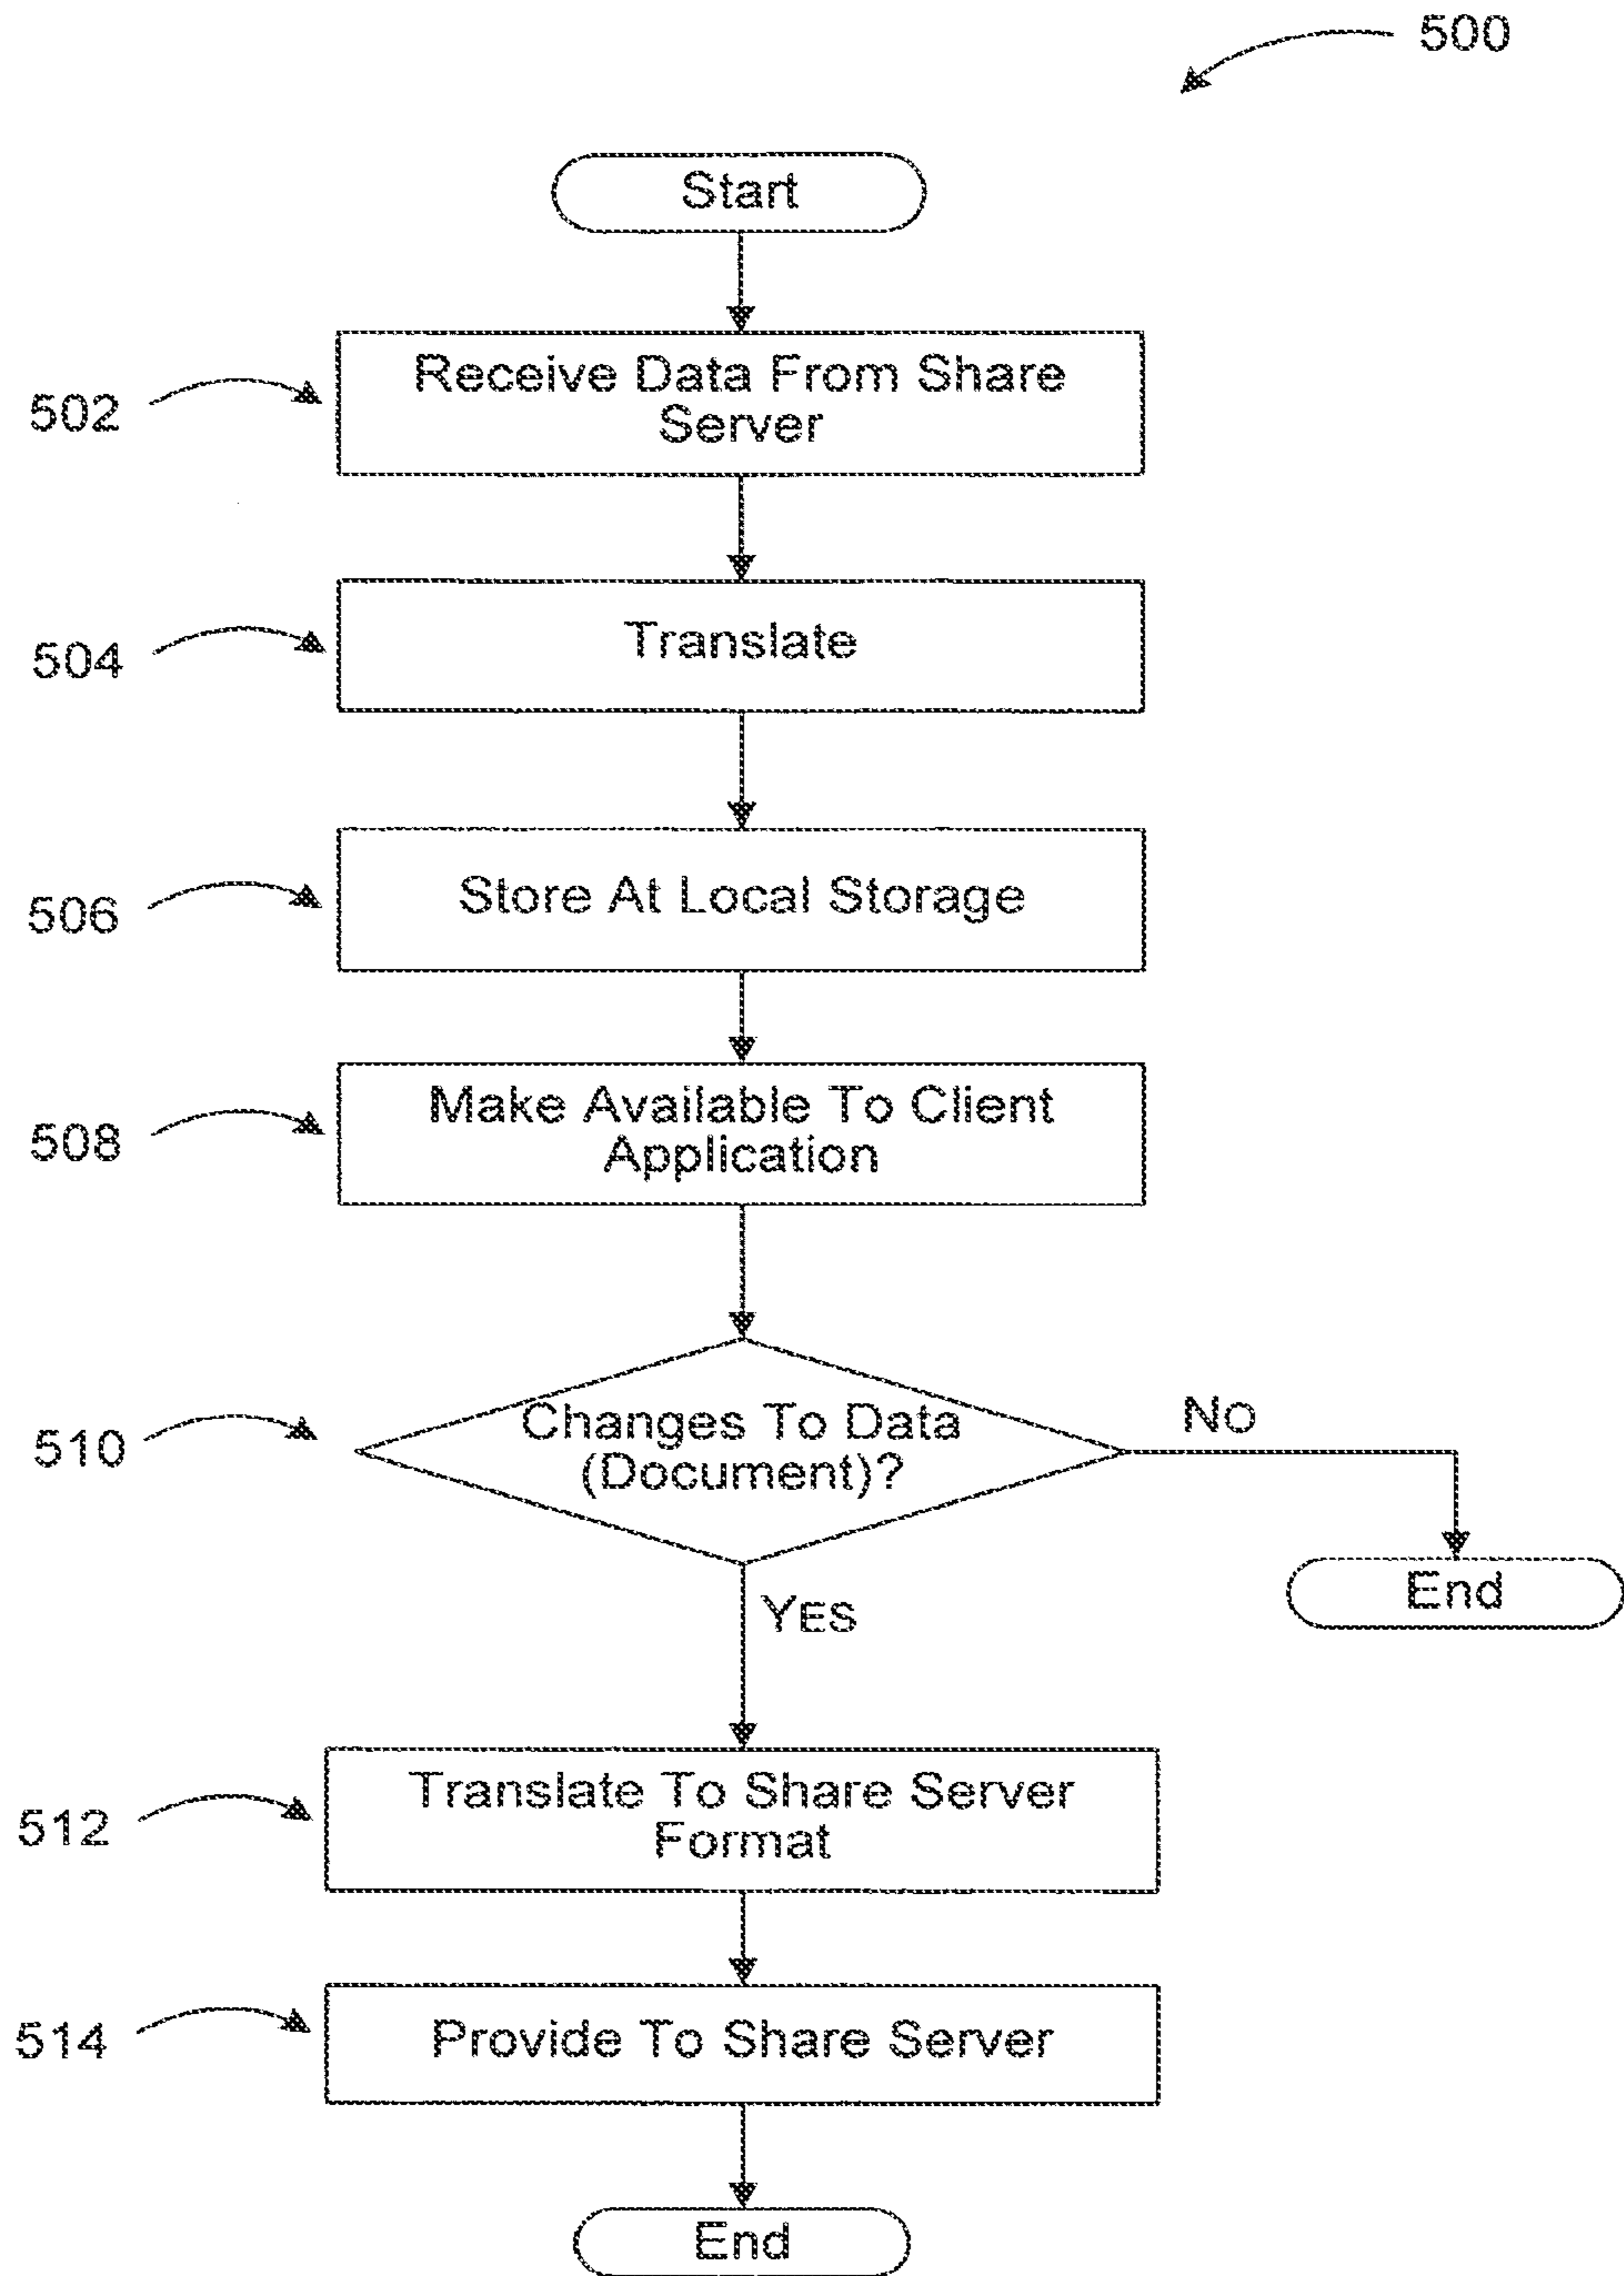 500
Start
502
Receive Data From Share
Server
504
Translate
506
Store At Local Storage
508
Make Available To Client
Application
510
Changes To Data
(Document)?
NO
End
YES
512
Translate To Share Server
Format
514
Provide To Share Server
End